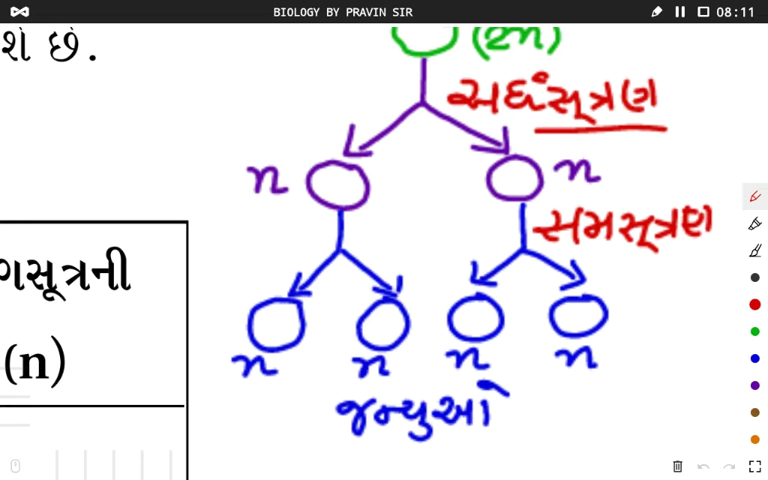 BIOLOGY BY PRAVIN SIR
08:11
શે છે.
(2n)
અર્ધસૂત્રણ
n n
સમસૂત્રણ
ગસૂત્રની
(n)
n n n n
જન્યુઓ